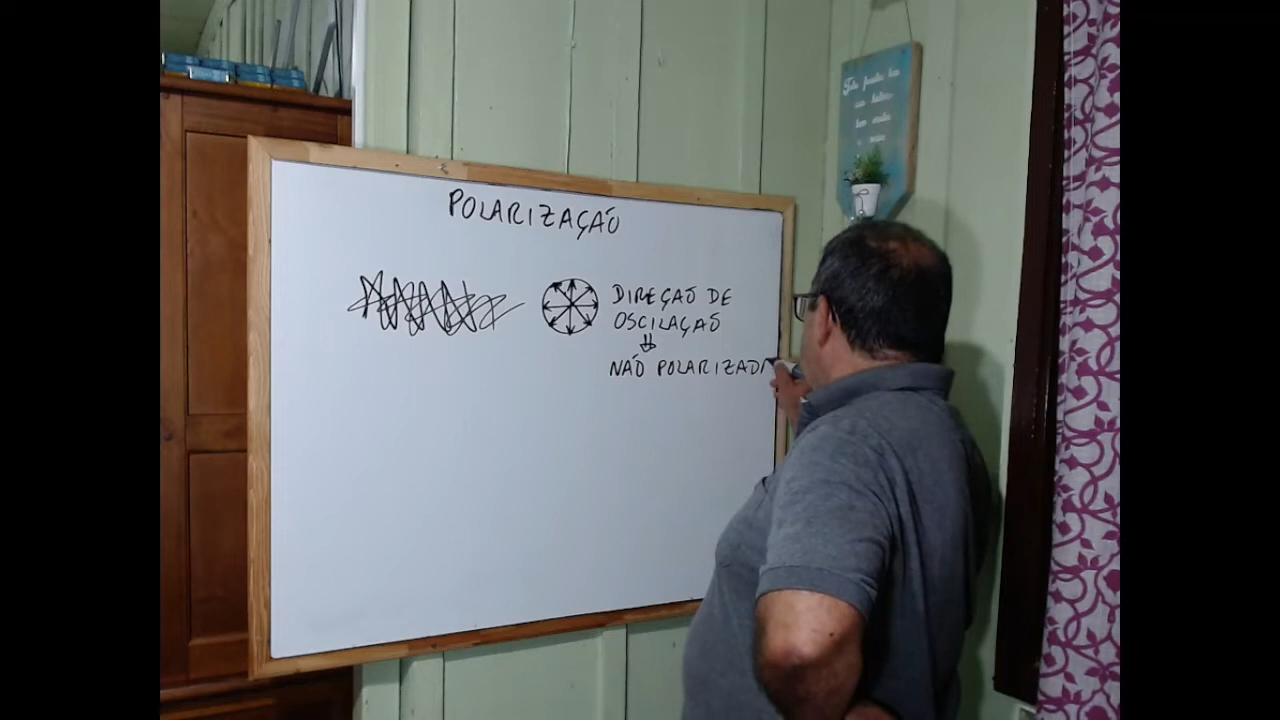 POLARIZAÇÃO
DIREÇÃO DE
OSCILAÇÃO
⇓
NÃO POLARIZADA